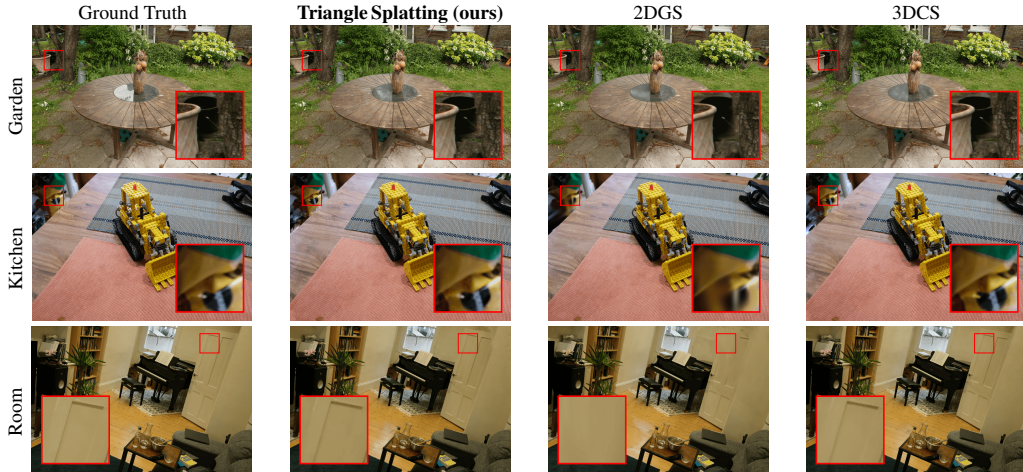 Ground Truth
Triangle Splatting (ours)
2DGS
3DCS
Garden
Kitchen
Room